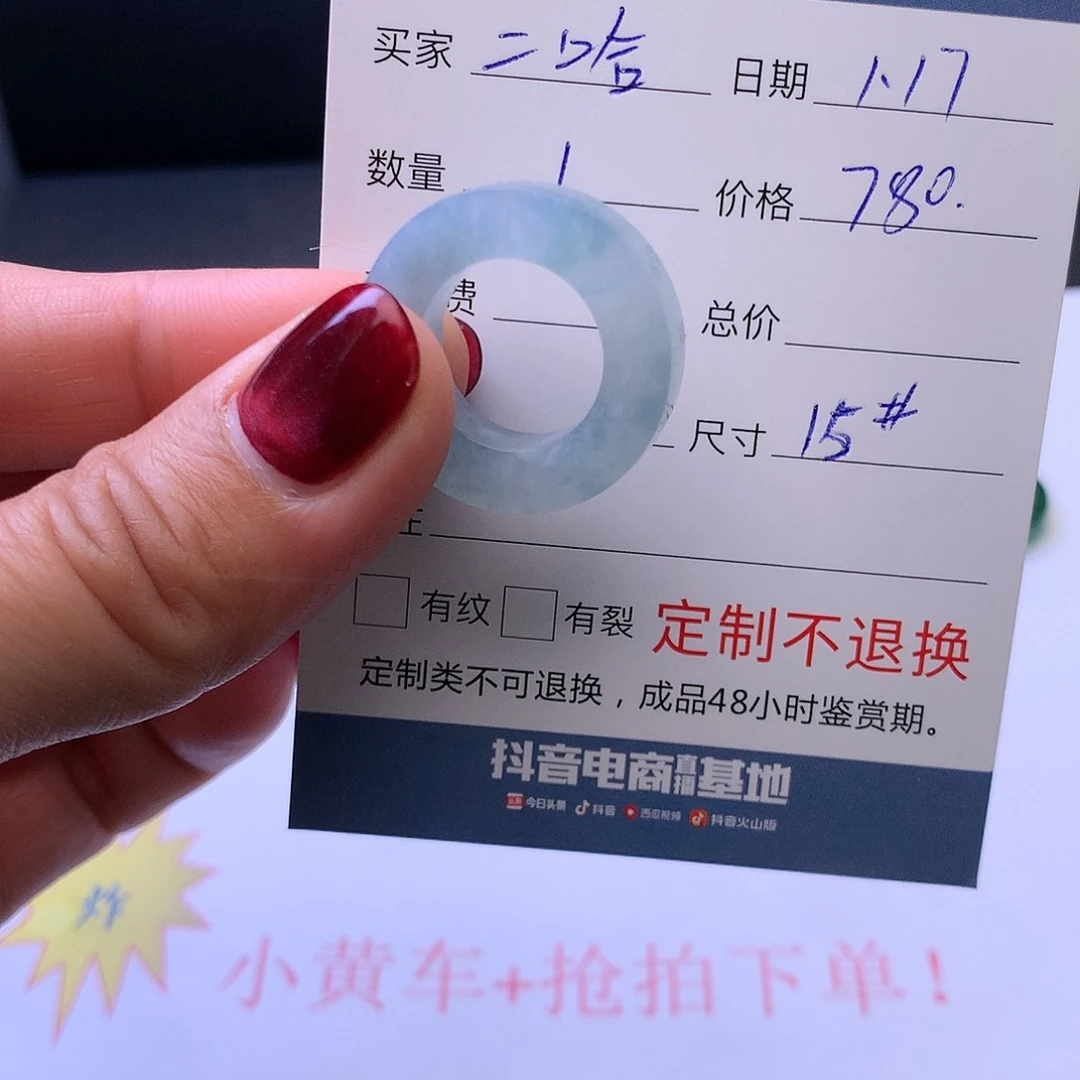 买家 二哈 日期 1.17
数量 1 价格 780.
费 总价
尺寸 15#
注
有纹 有裂 定制不退换
定制类不可退换，成品48小时鉴赏期。
抖音电商直播基地
今日头条 抖音 西瓜视频 抖音火山版
炸
小黄车+抢拍下单！